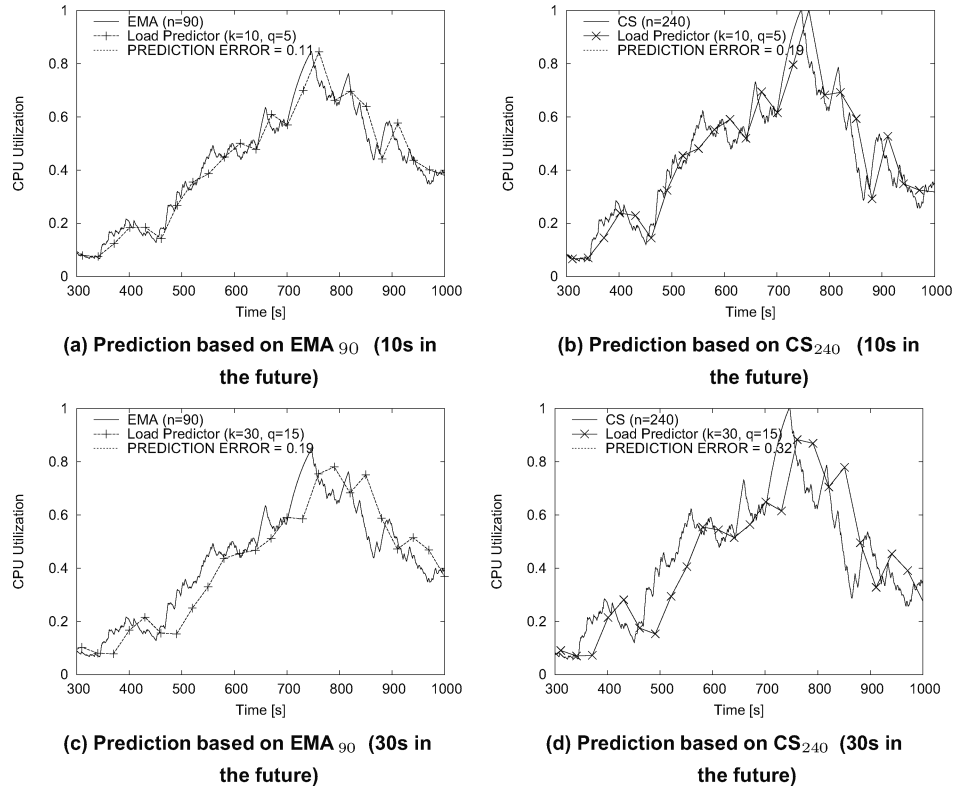 EMA (n=90)
Load Predictor (k=10, q=5)
PREDICTION ERROR = 0.11
1
0.8
0.6
0.4
0.2
0
CPU Utilization
300 400 500 600 700 800 900 1000
Time [s]
(a) Prediction based on EMA 90 (10s in
the future)
CS (n=240)
Load Predictor (k=10, q=5)
PREDICTION ERROR = 0.19
1
0.8
0.6
0.4
0.2
0
CPU Utilization
300 400 500 600 700 800 900 1000
Time [s]
(b) Prediction based on CS240 (10s in
the future)
EMA (n=90)
Load Predictor (k=30, q=15)
PREDICTION ERROR = 0.19
1
0.8
0.6
0.4
0.2
0
CPU Utilization
300 400 500 600 700 800 900 1000
Time [s]
(c) Prediction based on EMA 90 (30s in
the future)
CS (n=240)
Load Predictor (k=30, q=15)
PREDICTION ERROR = 0.32
1
0.8
0.6
0.4
0.2
0
CPU Utilization
300 400 500 600 700 800 900 1000
Time [s]
(d) Prediction based on CS240 (30s in
the future)